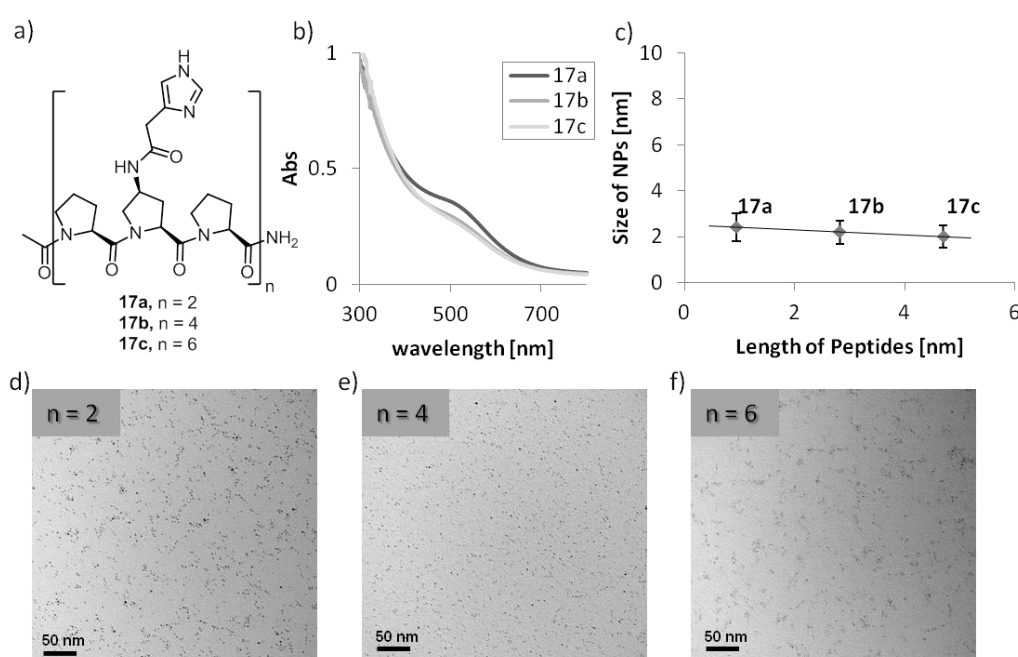 a)
H
N
N
O
HN
N
O
N
O
N
O
NH2
O
n
17a, n = 2
17b, n = 4
17c, n = 6
b)
Abs
1
0.5
0
300
500
700
wavelength [nm]
17a
17b
17c
c)
Size of NPs [nm]
10
8
6
4
2
0
17a
17b
17c
0
2
4
6
Length of Peptides [nm]
d)
n = 2
50 nm
e)
n = 4
50 nm
f)
n = 6
50 nm